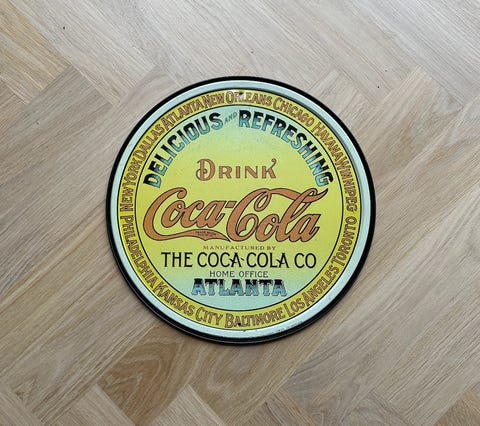 NEW YORK DALLAS ATLANTA NEW ORLEANS CHICAGO HAVANA WINNIPEG
DELICIOUS AND REFRESHING
DRINK
Coca-Cola
MANUFACTURED BY
THE COCA-COLA CO
HOME OFFICE
ATLANTA
PHILADELPHIA KANSAS CITY BALTIMORE LOS ANGELES TORONTO